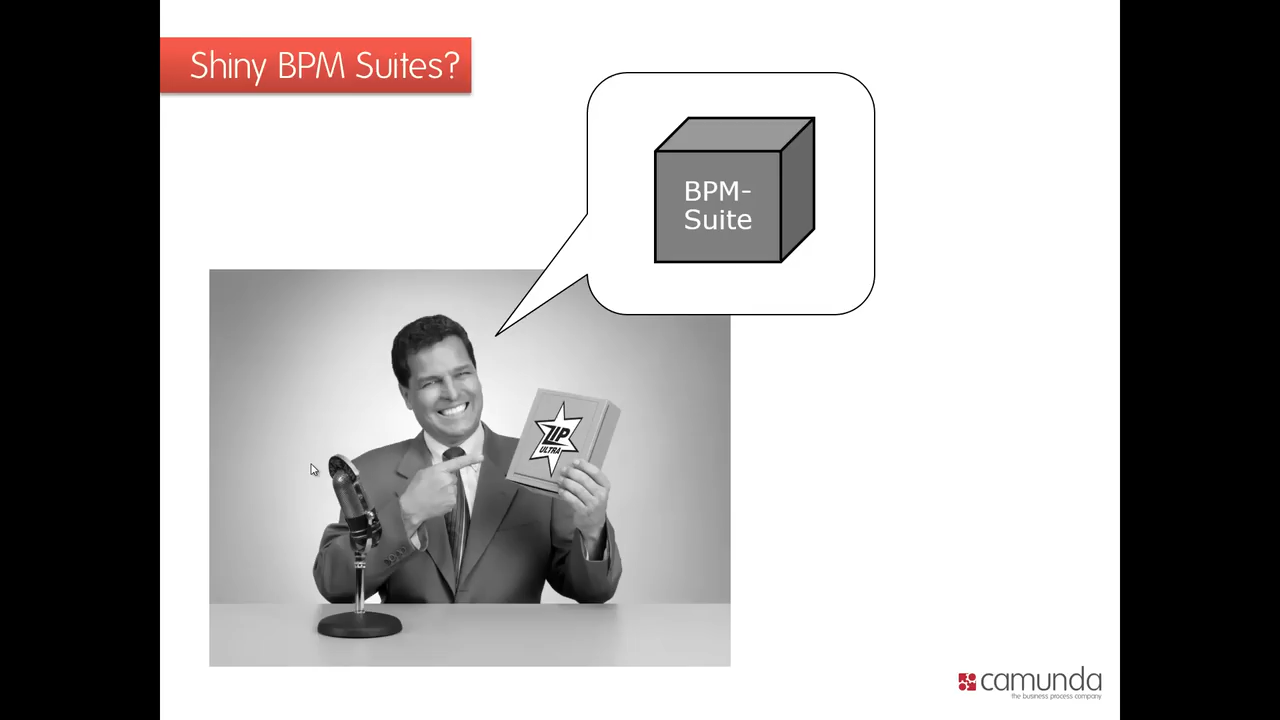 Shiny BPM Suites?
BPM-
Suite
ZIP
ULTRA
camunda
the business process company